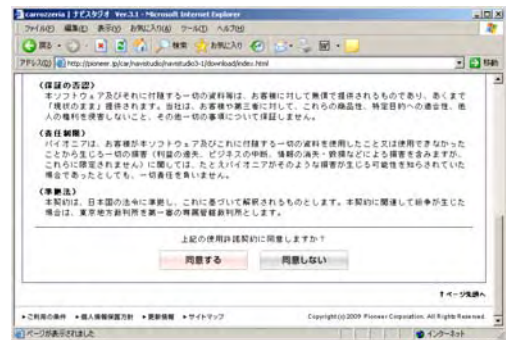 carrozzeria | ナビスタジオ Ver.3.1 - Microsoft Internet Explorer
ファイル(F) 編集(E) 表示(V) お気に入り(A) ツール(T) ヘルプ(H)
戻る 検索 お気に入り
アドレス(D) http://pioneer.jp/car/navistudio/navistudio3-1/download/index.html 移動
(保証の否認)
本ソフトウェア及びそれに付随する一切の資料等は、お客様に対して無償で提供されるものであり、あくまで
「現状のまま」提供されます。当社は、お客様や第三者に対して、これらの商品性、特定目的への適合性、他
人の権利を侵害しないこと、その他一切の事項について保証しません。
(責任制限)
パイオニアは、お客様が本ソフトウェア及びこれに付随する一切の資料を使用したこと又は使用できなかった
ことから生じる一切の損害(利益の逸失、ビジネスの中断、情報の消失・毀損などによる損害を含みますが、
これらに限定されません)に関しては、たとえパイオニアがそのような損害が生じる可能性を知らされていた
場合であったとしても、一切責任を負いません。
(準拠法)
本契約は、日本国の法令に準拠し、これに基づいて解釈されるものとします。本契約に関連して紛争が生じた
場合は、東京地方裁判所を第一審の専属管轄裁判所とします。
上記の使用許諾契約に同意しますか?
同意する 同意しない
ページ先頭へ
ご利用の条件 個人情報保護方針 更新情報 サイトマップ Copyright (c) 2009 Pioneer Corporation. All Rights Reserved.
ページが表示されました インターネット